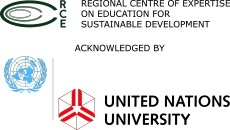 RCE
REGIONAL CENTRE OF EXPERTISE
ON EDUCATION FOR
SUSTAINABLE DEVELOPMENT
ACKNOWLEDGED BY
UNITED NATIONS
UNIVERSITY